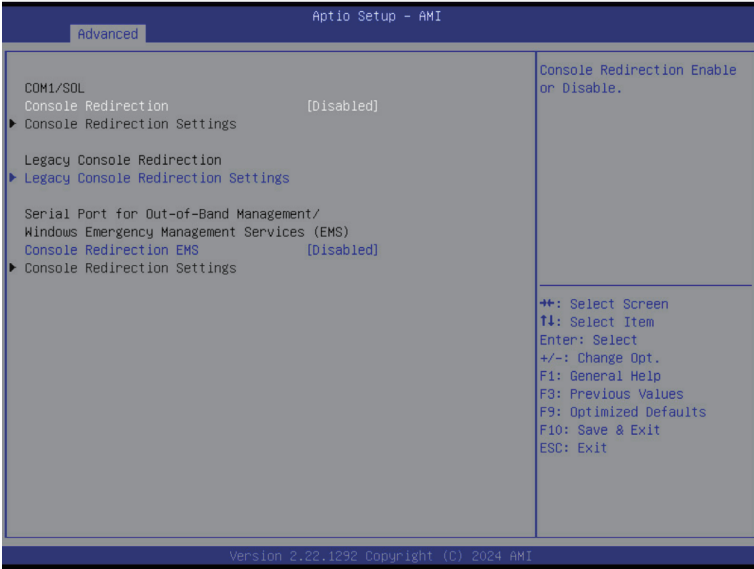 Aptio Setup – AMI
Advanced
COM1/SOL
Console Redirection [Disabled]
▶ Console Redirection Settings
Legacy Console Redirection
▶ Legacy Console Redirection Settings
Serial Port for Out-of-Band Management/
Windows Emergency Management Services (EMS)
Console Redirection EMS [Disabled]
▶ Console Redirection Settings
Console Redirection Enable
or Disable.
→←: Select Screen
↑↓: Select Item
Enter: Select
+/-: Change Opt.
F1: General Help
F3: Previous Values
F9: Optimized Defaults
F10: Save & Exit
ESC: Exit
Version 2.22.1292 Copyright (C) 2024 AMI